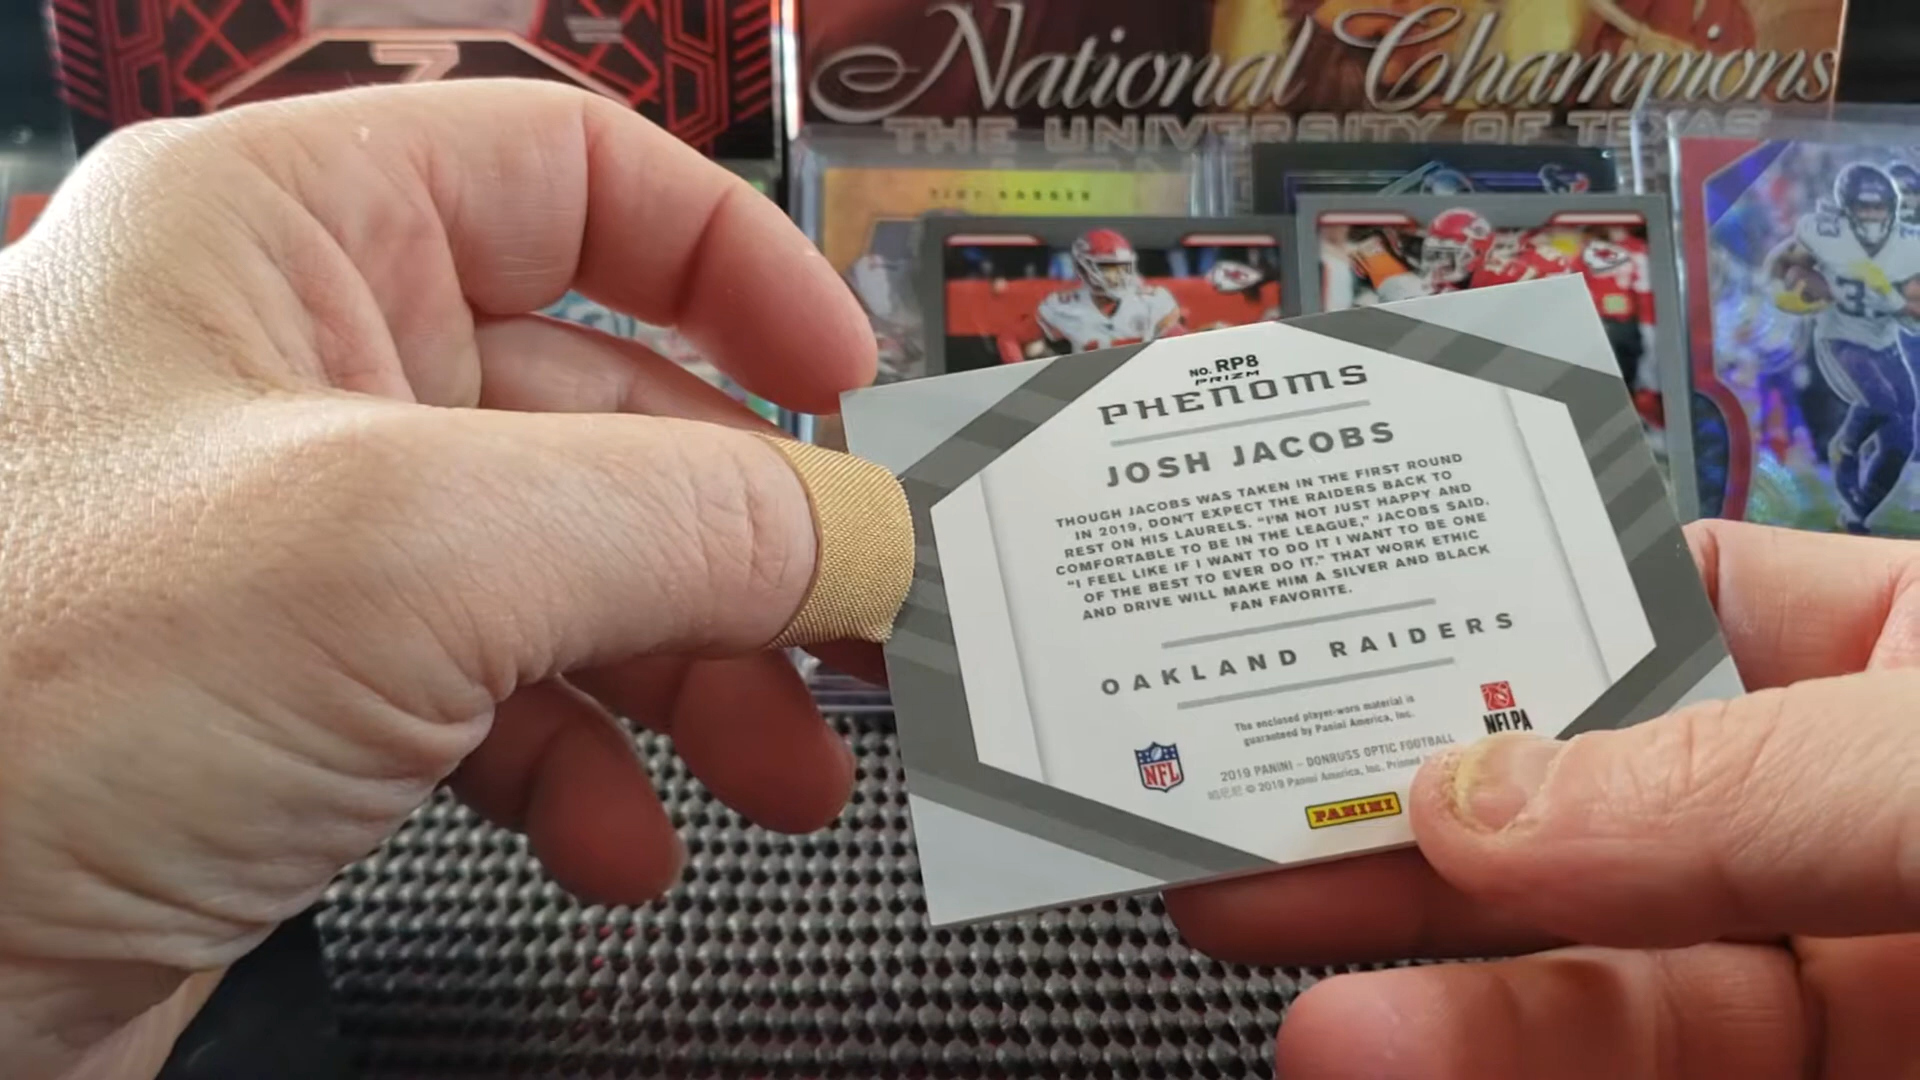 7
National Champions
THE UNIVERSITY OF TEXAS
NO. RP8
PRIZM
PHENOMS
JOSH JACOBS
THOUGH JACOBS WAS TAKEN IN THE FIRST ROUND
IN 2019, DON'T EXPECT THE RAIDERS BACK TO
REST ON HIS LAURELS. "I'M NOT JUST HAPPY AND
COMFORTABLE TO BE IN THE LEAGUE," JACOBS SAID.
"I FEEL LIKE IF I WANT TO DO IT I WANT TO BE ONE
OF THE BEST TO EVER DO IT." THAT WORK ETHIC
AND DRIVE WILL MAKE HIM A SILVER AND BLACK
FAN FAVORITE.
OAKLAND RAIDERS
The enclosed player-worn material is
guaranteed by Panini America, Inc.
NFL
NFLPA
2019 PANINI – DONRUSS OPTIC FOOTBALL
© 2019 Panini America, Inc. Printed
PANINI